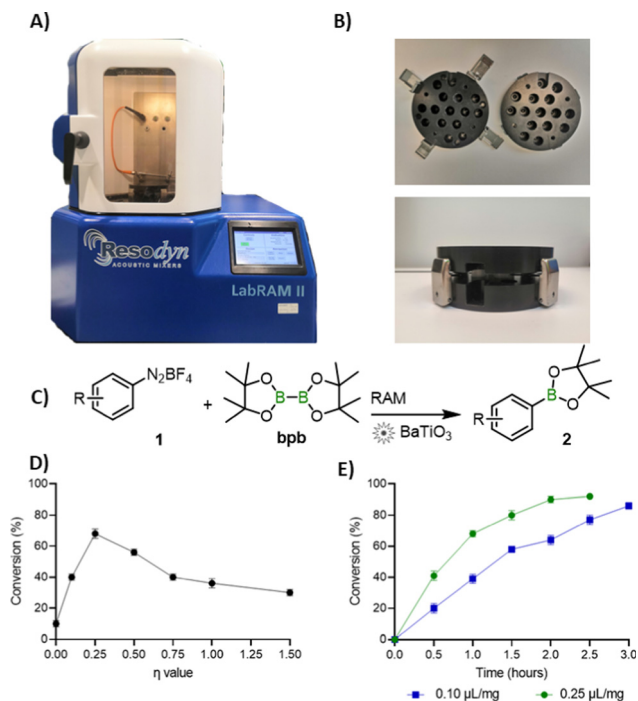 A)
B)
Resodyn
ACOUSTIC MIXERS
LabRAM II
C)
R
N₂BF₄
1
+
O
O
B
B
O
O
bpb
RAM
BaTiO₃
R
B
O
O
2
D)
Conversion (%)
100
80
60
40
20
0
0.00 0.25 0.50 0.75 1.00 1.25 1.50
η value
E)
Conversion (%)
100
80
60
40
20
0
0.0 0.5 1.0 1.5 2.0 2.5 3.0
Time (hours)
0.10 µL/mg 0.25 µL/mg